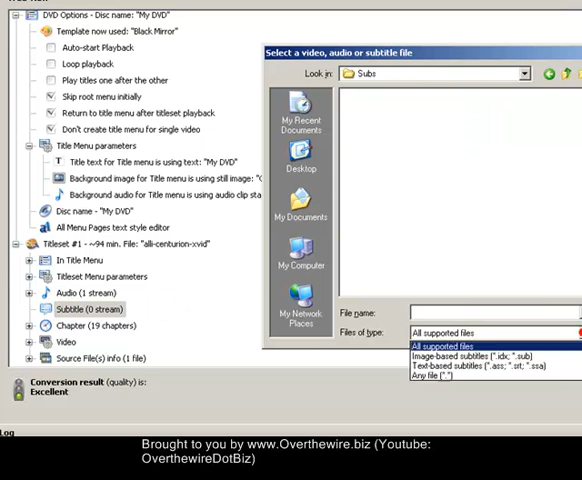 DVD Options - Disc name: "My DVD"
Template now used: "Black Mirror"
Auto-start Playback
Loop playback
Play titles one after the other
Skip root menu initially
Return to title menu after titleset playback
Don't create title menu for single video
Title Menu parameters
Title text for Title menu is using text: "My DVD"
Background image for Title menu is using still image: "C
Background audio for Title menu is using audio clip sta
Disc name - "My DVD"
All Menu Pages text style editor
Titleset #1 - ~94 min. File: "alli-centurion-xvid"
In Title Menu
Titleset Menu parameters
Audio (1 stream)
Subtitle (0 stream)
Chapter (19 chapters)
Video
Source File(s) info (1 file)
Conversion result (quality) is:
Excellent
Log
Select a video, audio or subtitle file
Look in: Subs
My Recent
Documents
Desktop
My Documents
My Computer
My Network
Places
File name:
Files of type: All supported files
All supported files
Image-based subtitles (*.idx; *.sub)
Text-based subtitles (*.ass; *.srt; *.ssa)
Any file (*.*)
Brought to you by www.Overthewire.biz (Youtube:
OverthewireDotBiz)